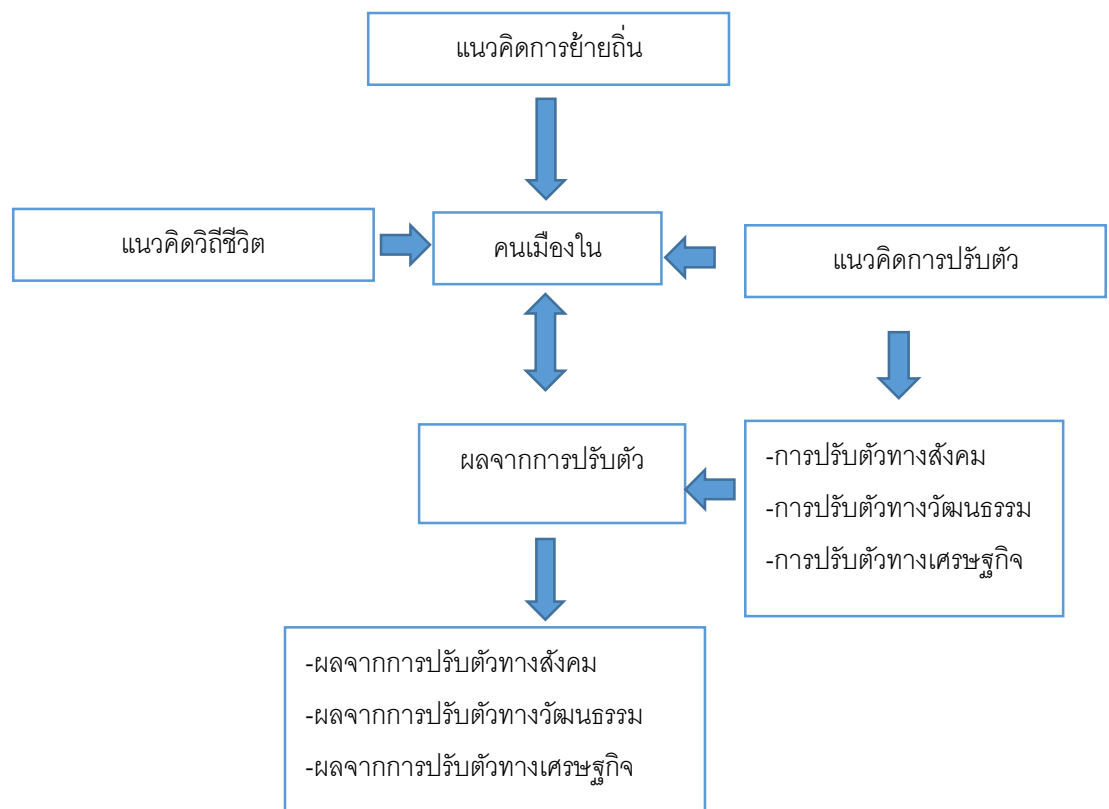 แนวคิดการย้ายถิ่น
แนวคิดวิถีชีวิต
คนเมืองใน
แนวคิดการปรับตัว
ผลจากการปรับตัว
-การปรับตัวทางสังคม
-การปรับตัวทางวัฒนธรรม
-การปรับตัวทางเศรษฐกิจ
-ผลจากการปรับตัวทางสังคม
-ผลจากการปรับตัวทางวัฒนธรรม
-ผลจากการปรับตัวทางเศรษฐกิจ